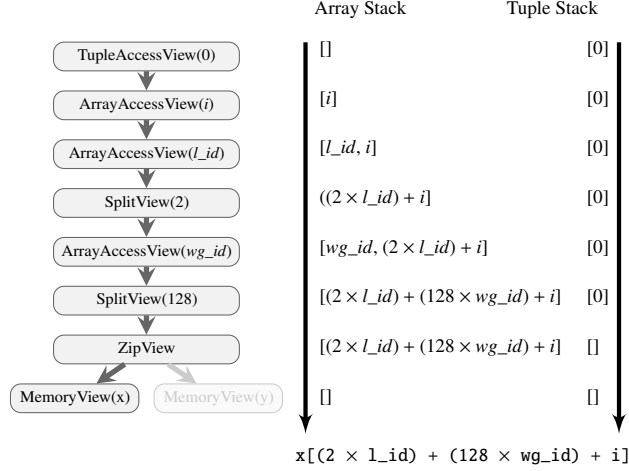 Array Stack Tuple Stack
TupleAccessView(0) [] [0]
ArrayAccessView(i) [i] [0]
ArrayAccessView(l_id) [l_id, i] [0]
SplitView(2) ((2 × l_id) + i] [0]
ArrayAccessView(wg_id) [wg_id, (2 × l_id) + i] [0]
SplitView(128) [(2 × l_id) + (128 × wg_id) + i] [0]
ZipView [(2 × l_id) + (128 × wg_id) + i] []
MemoryView(x) MemoryView(y) [] []
x[(2 × l_id) + (128 × wg_id) + i]